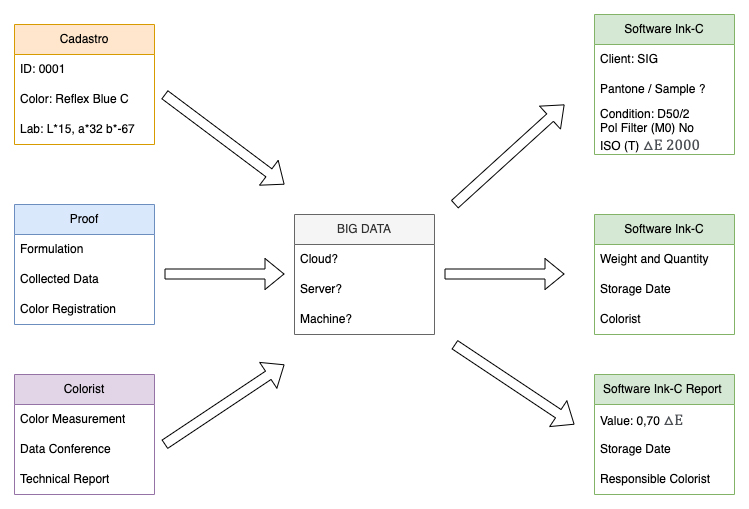 Cadastro
ID: 0001
Color: Reflex Blue C
Lab: L*15, a*32 b*-67
Proof
Formulation
Collected Data
Color Registration
Colorist
Color Measurement
Data Conference
Technical Report
BIG DATA
Cloud?
Server?
Machine?
Software Ink-C
Client: SIG
Pantone / Sample ?
Condition: D50/2
Pol Filter (M0) No
ISO (T) △E 2000
Software Ink-C
Weight and Quantity
Storage Date
Colorist
Software Ink-C Report
Value: 0,70 △E
Storage Date
Responsible Colorist